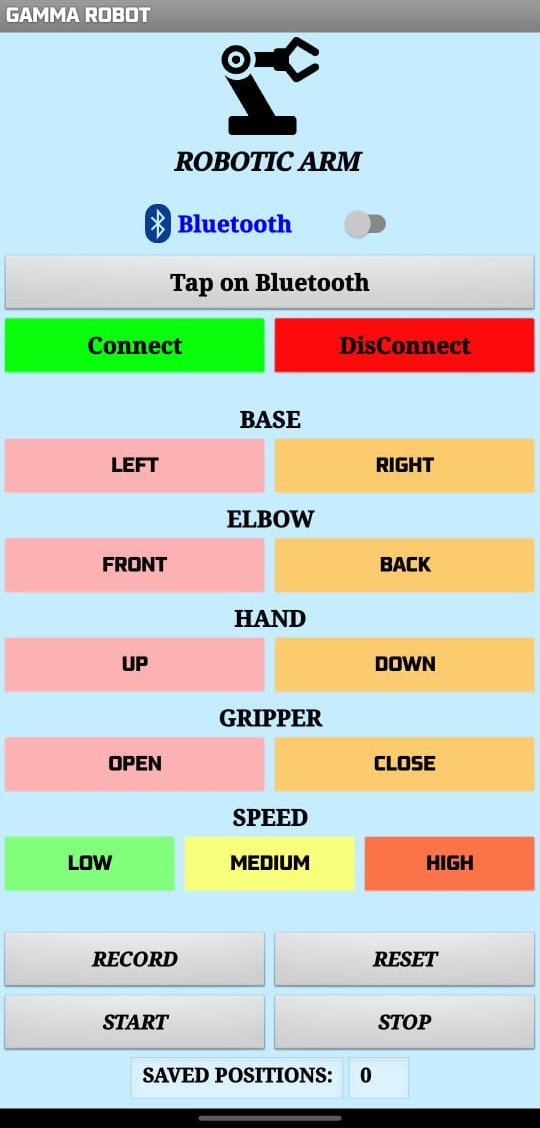 GAMMA ROBOT
ROBOTIC ARM
Bluetooth
Tap on Bluetooth
Connect DisConnect
BASE
LEFT RIGHT
ELBOW
FRONT BACK
HAND
UP DOWN
GRIPPER
OPEN CLOSE
SPEED
LOW MEDIUM HIGH
RECORD RESET
START STOP
SAVED POSITIONS: 0